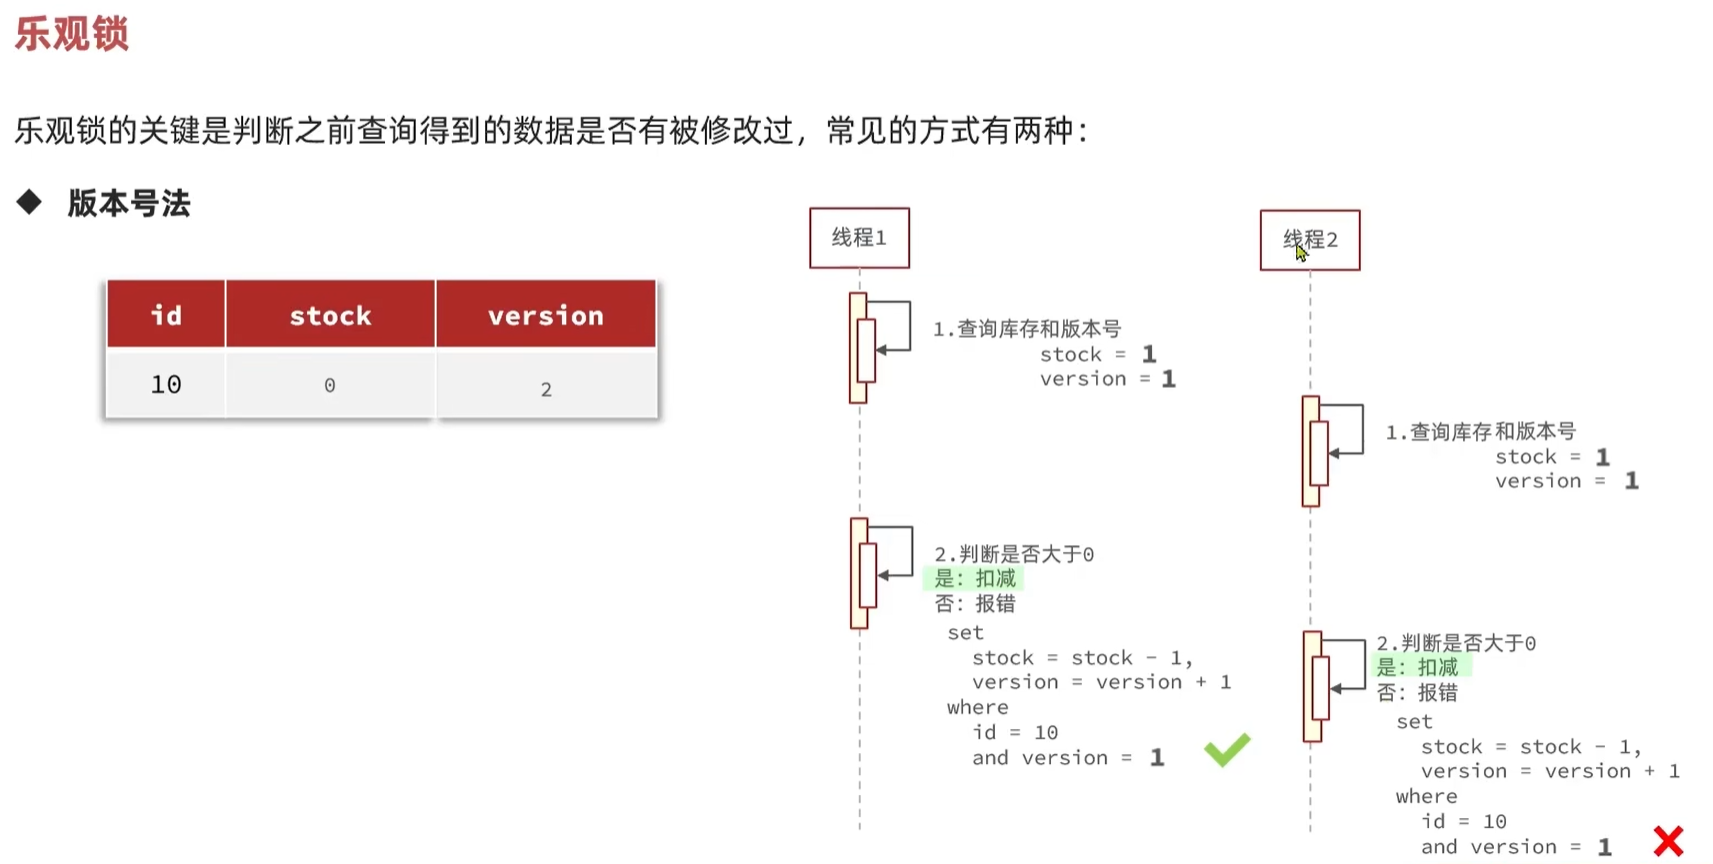 乐观锁
乐观锁的关键是判断之前查询得到的数据是否有被修改过，常见的方式有两种：
◆ 版本号法
id stock version
10 0 2
线程1
1.查询库存和版本号
stock = 1
version = 1
2.判断是否大于0
是：扣减
否：报错
set
stock = stock - 1,
version = version + 1
where
id = 10
and version = 1
线程2
1.查询库存和版本号
stock = 1
version = 1
2.判断是否大于0
是：扣减
否：报错
set
stock = stock - 1,
version = version + 1
where
id = 10
and version = 1